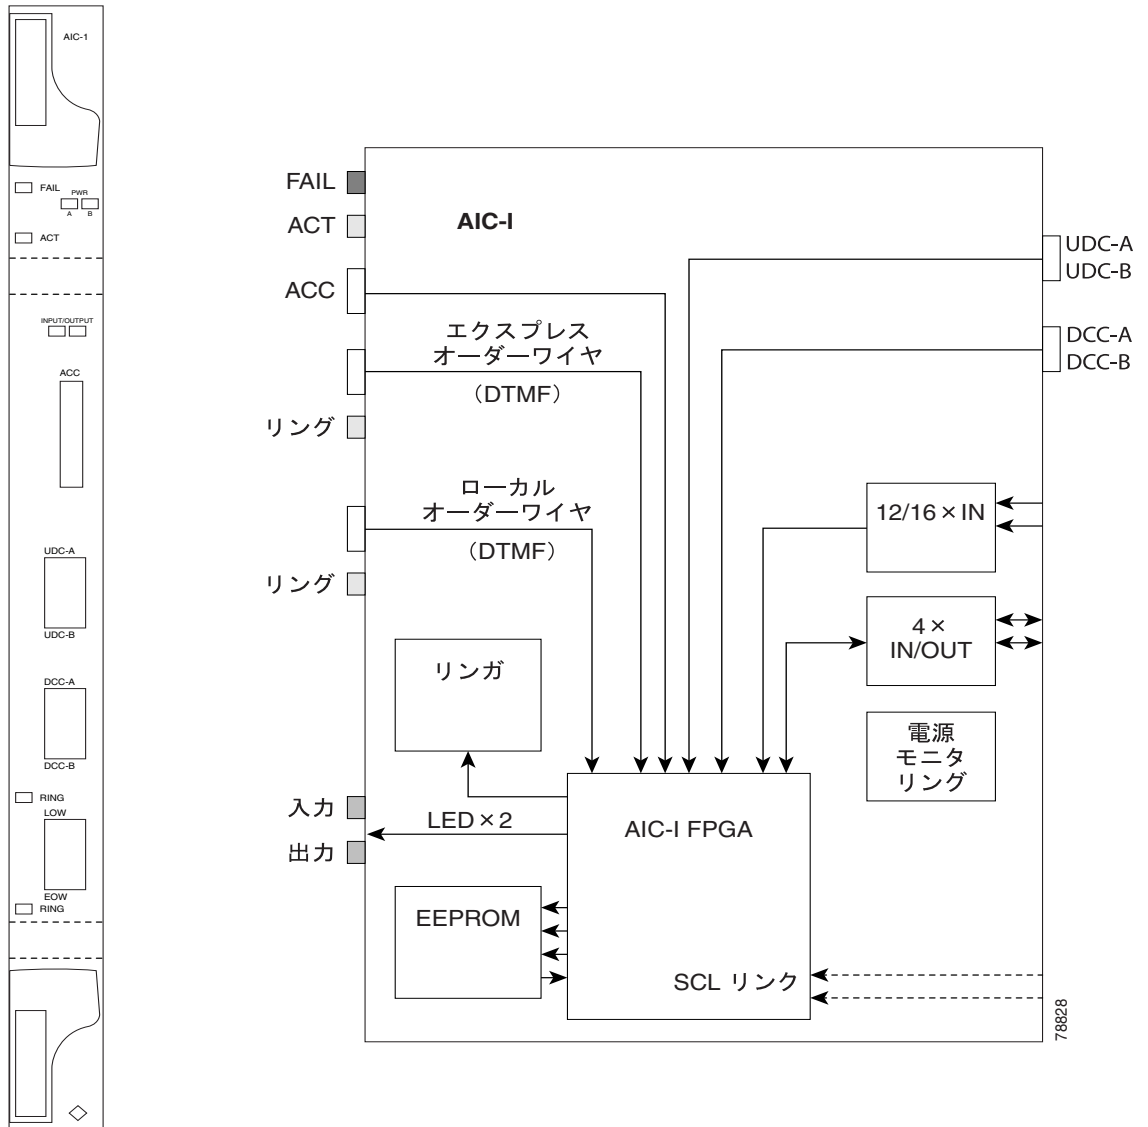 AIC-1
FAIL
PWR
A B
ACT
INPUT/OUTPUT
ACC
UDC-A
UDC-B
DCC-A
DCC-B
RING
LOW
EOW
RING
FAIL
ACT
AIC-I
ACC
エクスプレス
オーダーワイヤ
(DTMF)
リング
ローカル
オーダーワイヤ
(DTMF)
リング
リンガ
入力
LED×2
出力
EEPROM
AIC-I FPGA
SCL リンク
UDC-A
UDC-B
DCC-A
DCC-B
12/16×IN
4×
IN/OUT
電源
モニタ
リング
78828